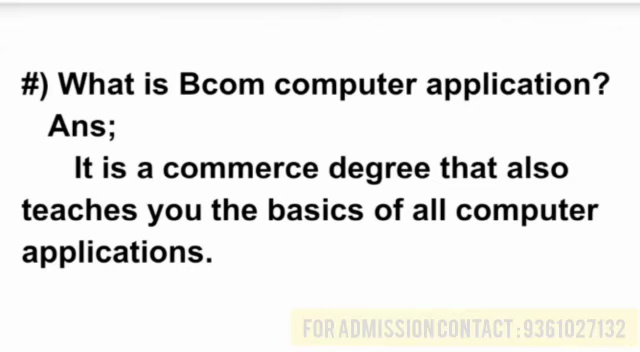 #) What is Bcom computer application?
Ans;
It is a commerce degree that also
teaches you the basics of all computer
applications.
FOR ADMISSION CONTACT : 9361027132